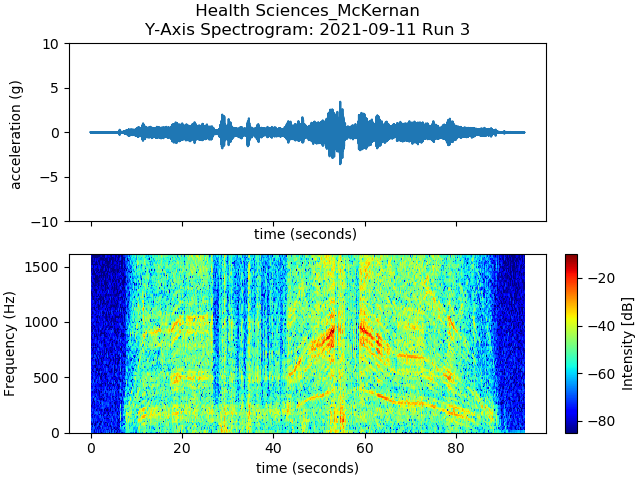 Health Sciences_McKernan
Y-Axis Spectrogram: 2021-09-11 Run 3
10
5
0
−5
−10
acceleration (g)
time (seconds)
1500
1000
500
0
Frequency (Hz)
0 20 40 60 80
time (seconds)
−20
−40
−60
−80
Intensity [dB]